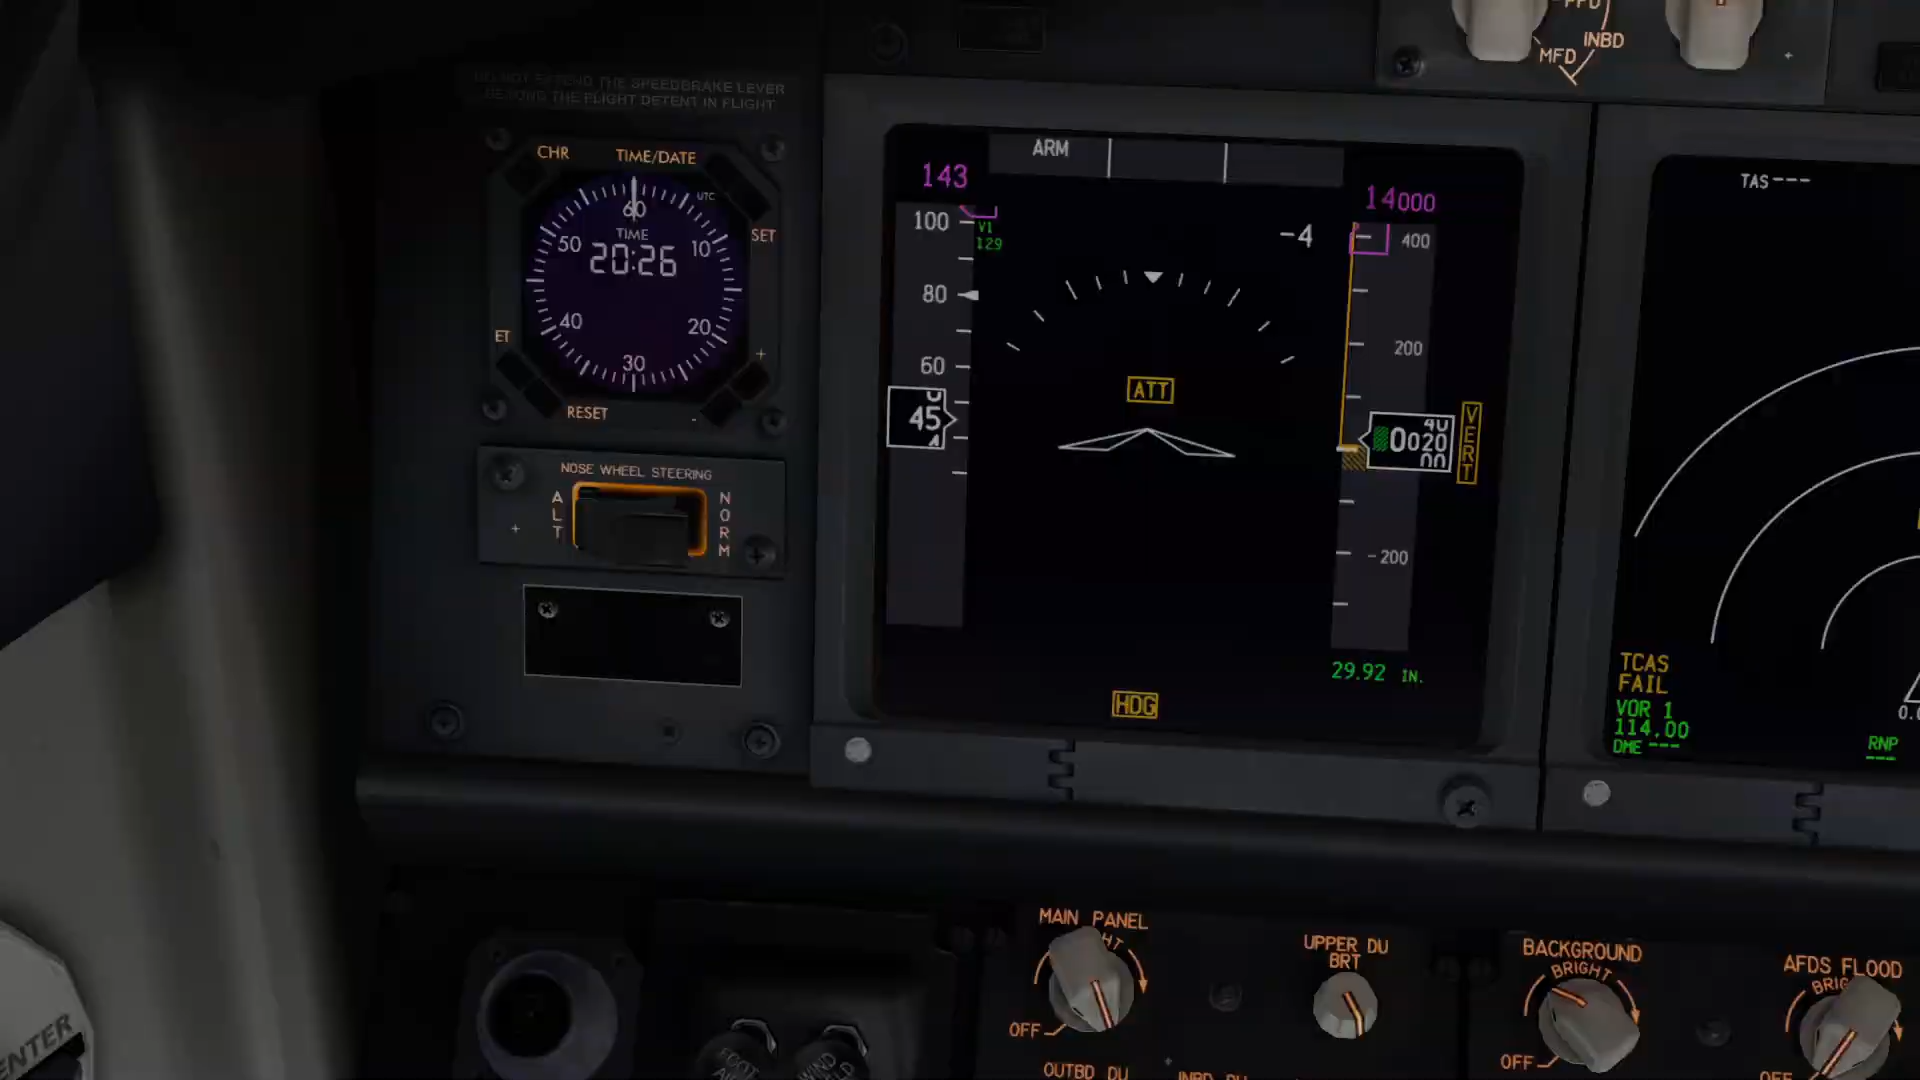 PFD
INBD
MFD
DO NOT EXTEND THE SPEEDBRAKE LEVER
BEYOND THE FLIGHT DETENT IN FLIGHT
CHR
TIME/DATE
UTC
SET
60
50
10
TIME
20:26
40
20
30
ET
+
RESET
-
NOSE WHEEL STEERING
ALT
NORM
+
ARM
143
14000
100
V1
129
80
60
45
-4
ATT
400
200
00020
VERT
-200
29.92 IN.
HDG
TAS ---
TCAS
FAIL
VOR 1
114.00
DME ---
RNP
---
MAIN PANEL
OFF
UPPER DU
BRT
BACKGROUND
BRIGHT
OFF
AFDS FLOOD
OUTBD DU
INBD DU